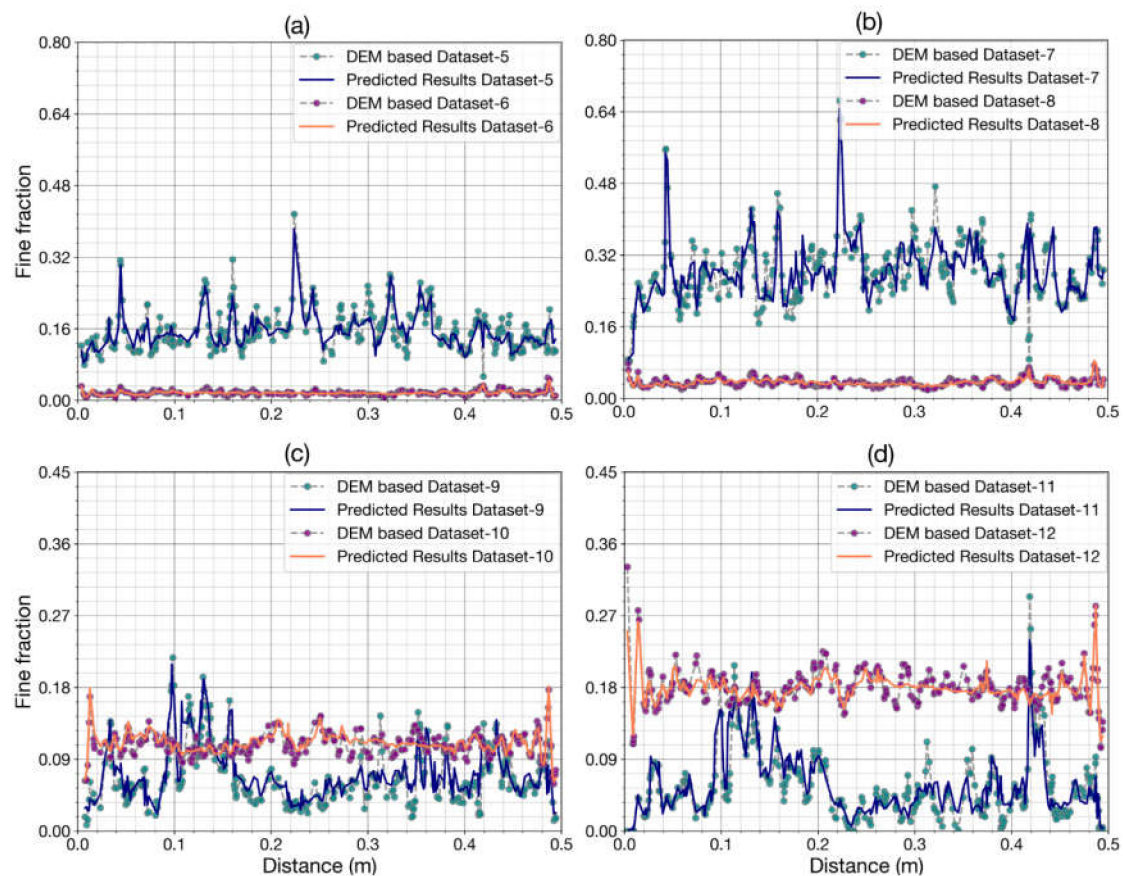 (a)
0.80
0.64
0.48
0.32
0.16
0.00
Fine fraction
DEM based Dataset-5
Predicted Results Dataset-5
DEM based Dataset-6
Predicted Results Dataset-6
0.0 0.1 0.2 0.3 0.4 0.5
(b)
0.80
0.64
0.48
0.32
0.16
0.00
DEM based Dataset-7
Predicted Results Dataset-7
DEM based Dataset-8
Predicted Results Dataset-8
0.0 0.1 0.2 0.3 0.4 0.5
(c)
0.45
0.36
0.27
0.18
0.09
0.00
Fine fraction
DEM based Dataset-9
Predicted Results Dataset-9
DEM based Dataset-10
Predicted Results Dataset-10
0.0 0.1 0.2 0.3 0.4 0.5
Distance (m)
(d)
0.45
0.36
0.27
0.18
0.09
0.00
DEM based Dataset-11
Predicted Results Dataset-11
DEM based Dataset-12
Predicted Results Dataset-12
0.0 0.1 0.2 0.3 0.4 0.5
Distance (m)